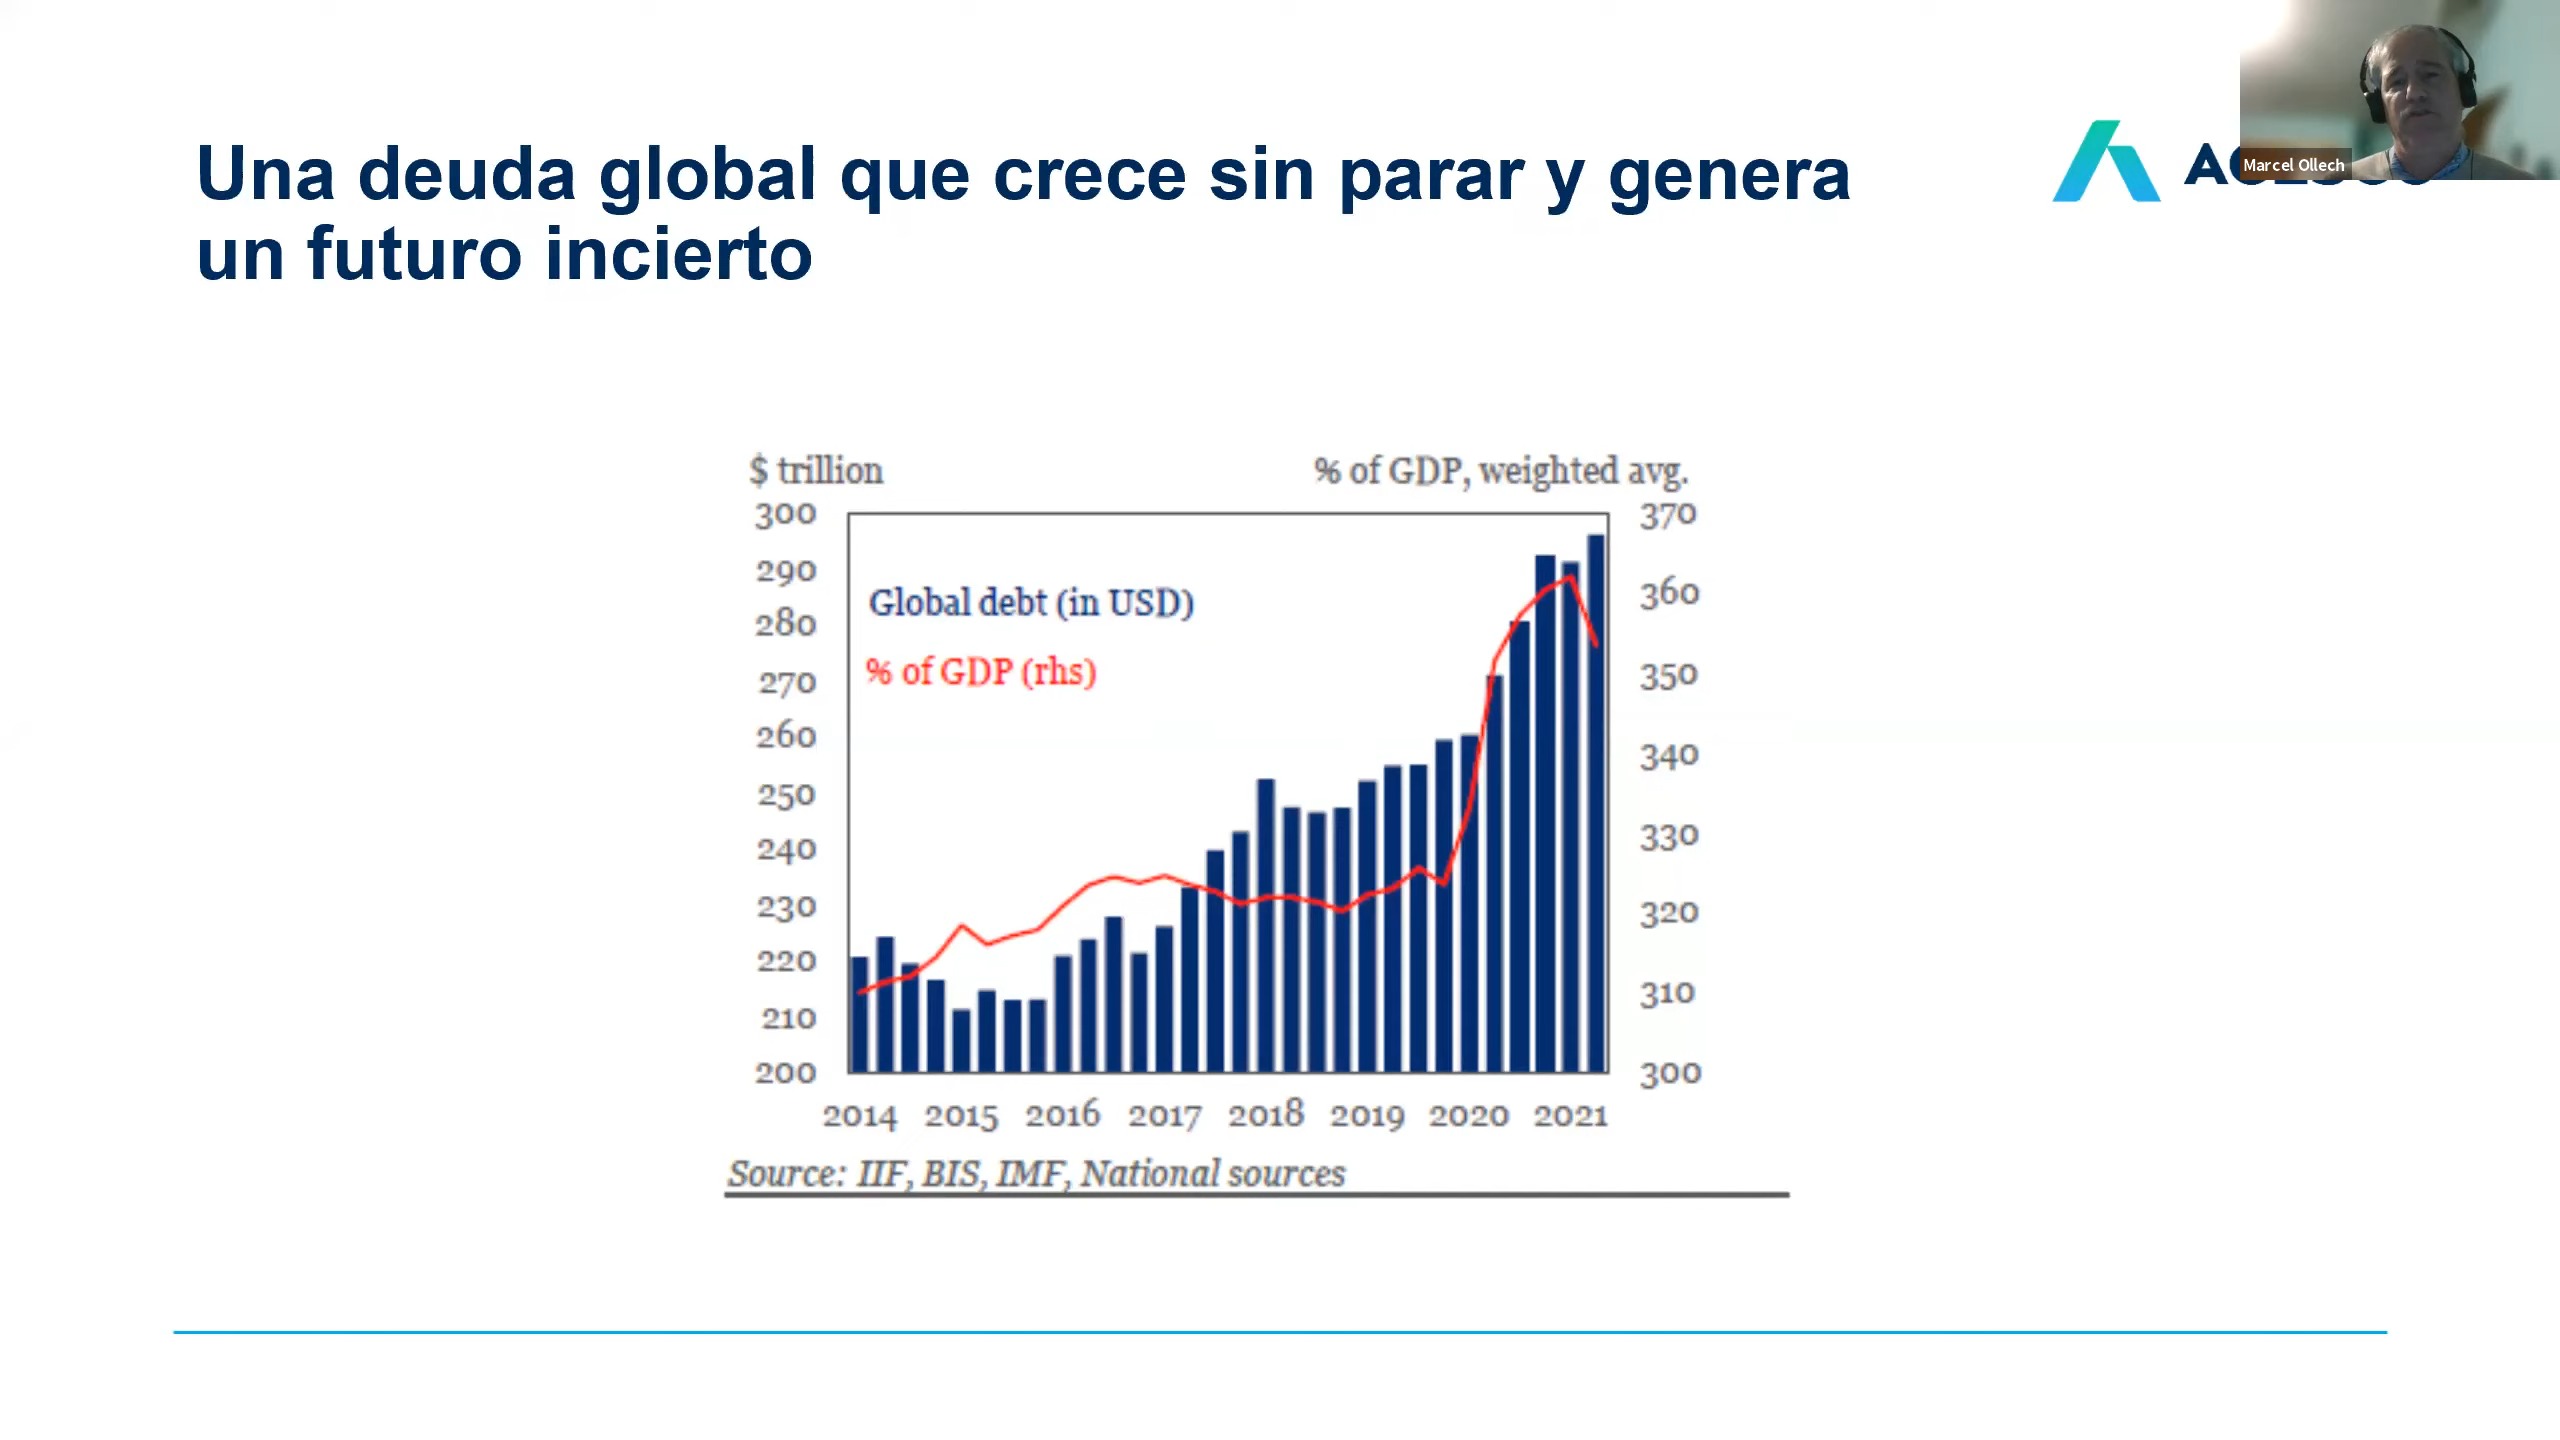 Una deuda global que crece sin parar y genera
un futuro incierto
Marcel Ollech
$ trillion
% of GDP, weighted avg.
300
290
280
270
260
250
240
230
220
210
200
Global debt (in USD)
% of GDP (rhs)
370
360
350
340
330
320
310
300
2014 2015 2016 2017 2018 2019 2020 2021
Source: IIF, BIS, IMF, National sources